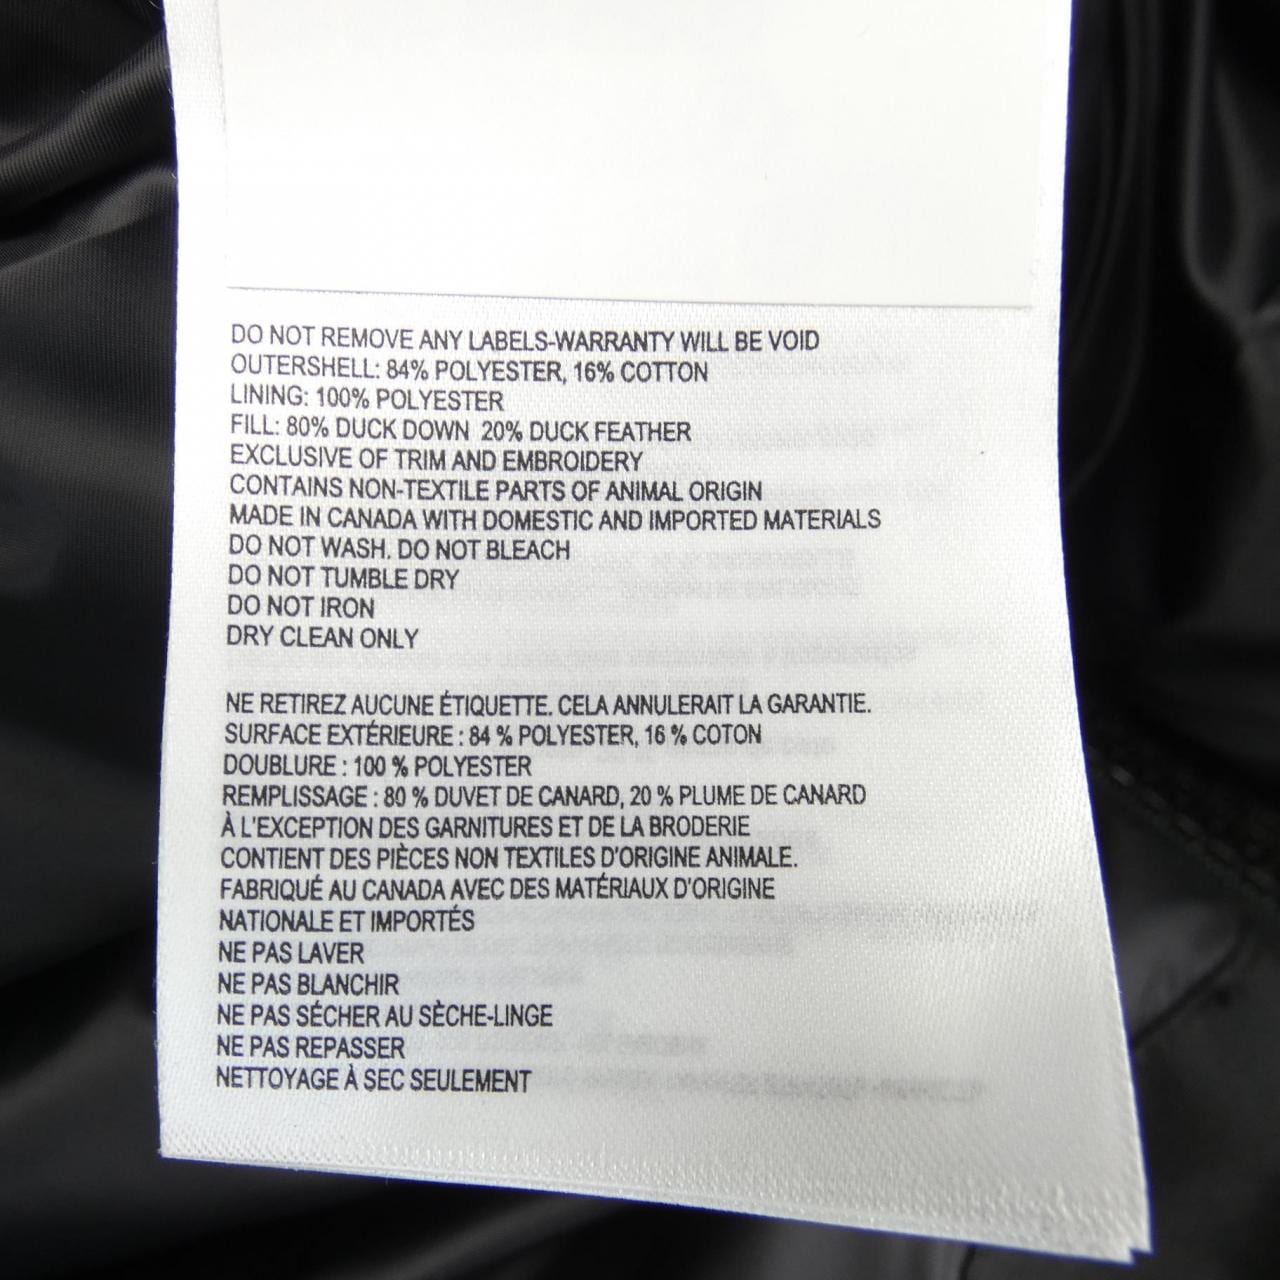 DO NOT REMOVE ANY LABELS-WARRANTY WILL BE VOID
OUTERSHELL: 84% POLYESTER, 16% COTTON
LINING: 100% POLYESTER
FILL: 80% DUCK DOWN 20% DUCK FEATHER
EXCLUSIVE OF TRIM AND EMBROIDERY
CONTAINS NON-TEXTILE PARTS OF ANIMAL ORIGIN
MADE IN CANADA WITH DOMESTIC AND IMPORTED MATERIALS
DO NOT WASH. DO NOT BLEACH
DO NOT TUMBLE DRY
DO NOT IRON
DRY CLEAN ONLY
NE RETIREZ AUCUNE ÉTIQUETTE. CELA ANNULERAIT LA GARANTIE.
SURFACE EXTÉRIEURE : 84 % POLYESTER, 16 % COTON
DOUBLURE : 100 % POLYESTER
REMPLISSAGE : 80 % DUVET DE CANARD, 20 % PLUME DE CANARD
À L'EXCEPTION DES GARNITURES ET DE LA BRODERIE
CONTIENT DES PIÈCES NON TEXTILES D'ORIGINE ANIMALE.
FABRIQUÉ AU CANADA AVEC DES MATÉRIAUX D'ORIGINE
NATIONALE ET IMPORTÉS
NE PAS LAVER
NE PAS BLANCHIR
NE PAS SÉCHER AU SÈCHE-LINGE
NE PAS REPASSER
NETTOYAGE À SEC SEULEMENT